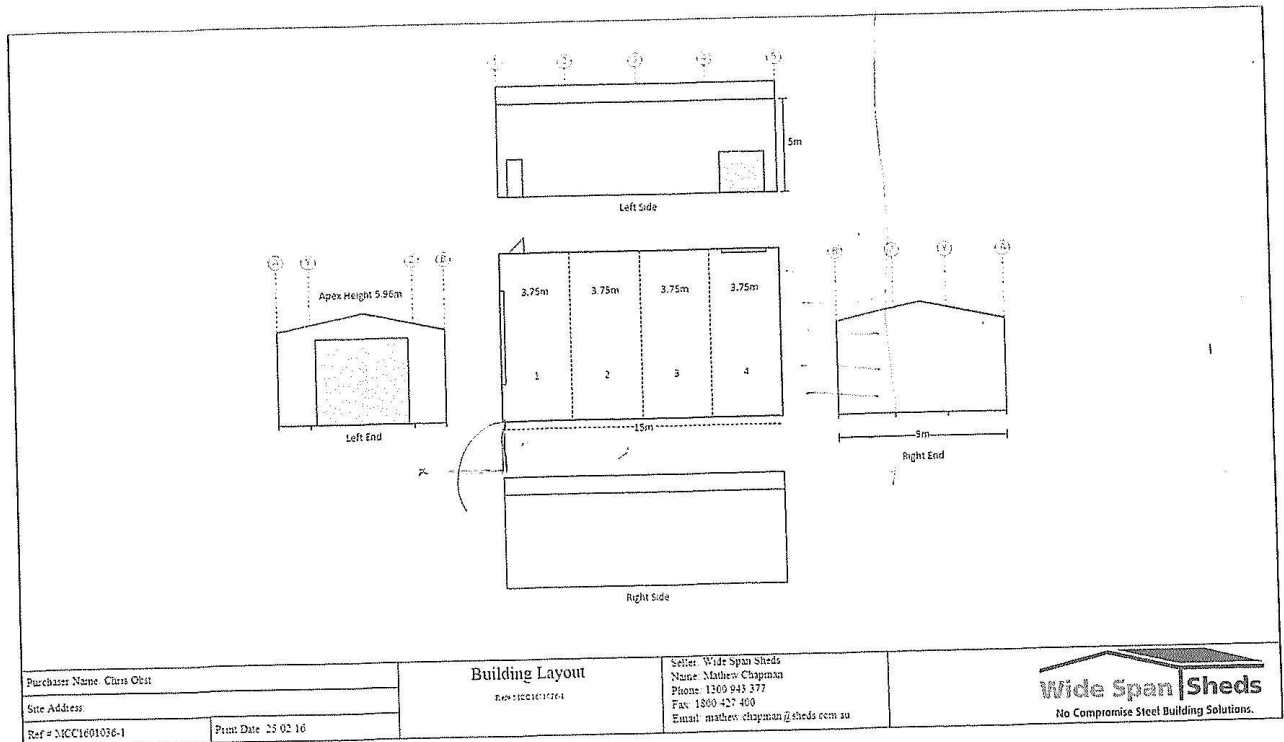 5m
Left Side
Apex Height 5.96m
Left End
3.75m 3.75m 3.75m 3.75m
1 2 3 4
15m
9m
Right End
Right Side
Purchaser Name: Chris Obst
Site Address:
Ref # MCC1601036-1
Print Date 25 02 16
Building Layout
Seller: Wide Span Sheds
Name: Mathew Chapman
Phone: 1300 943 377
Fax: 1800 427 400
Email: mathew.chapman@sheds.com.au
Wide Span Sheds
No Compromise Steel Building Solutions.